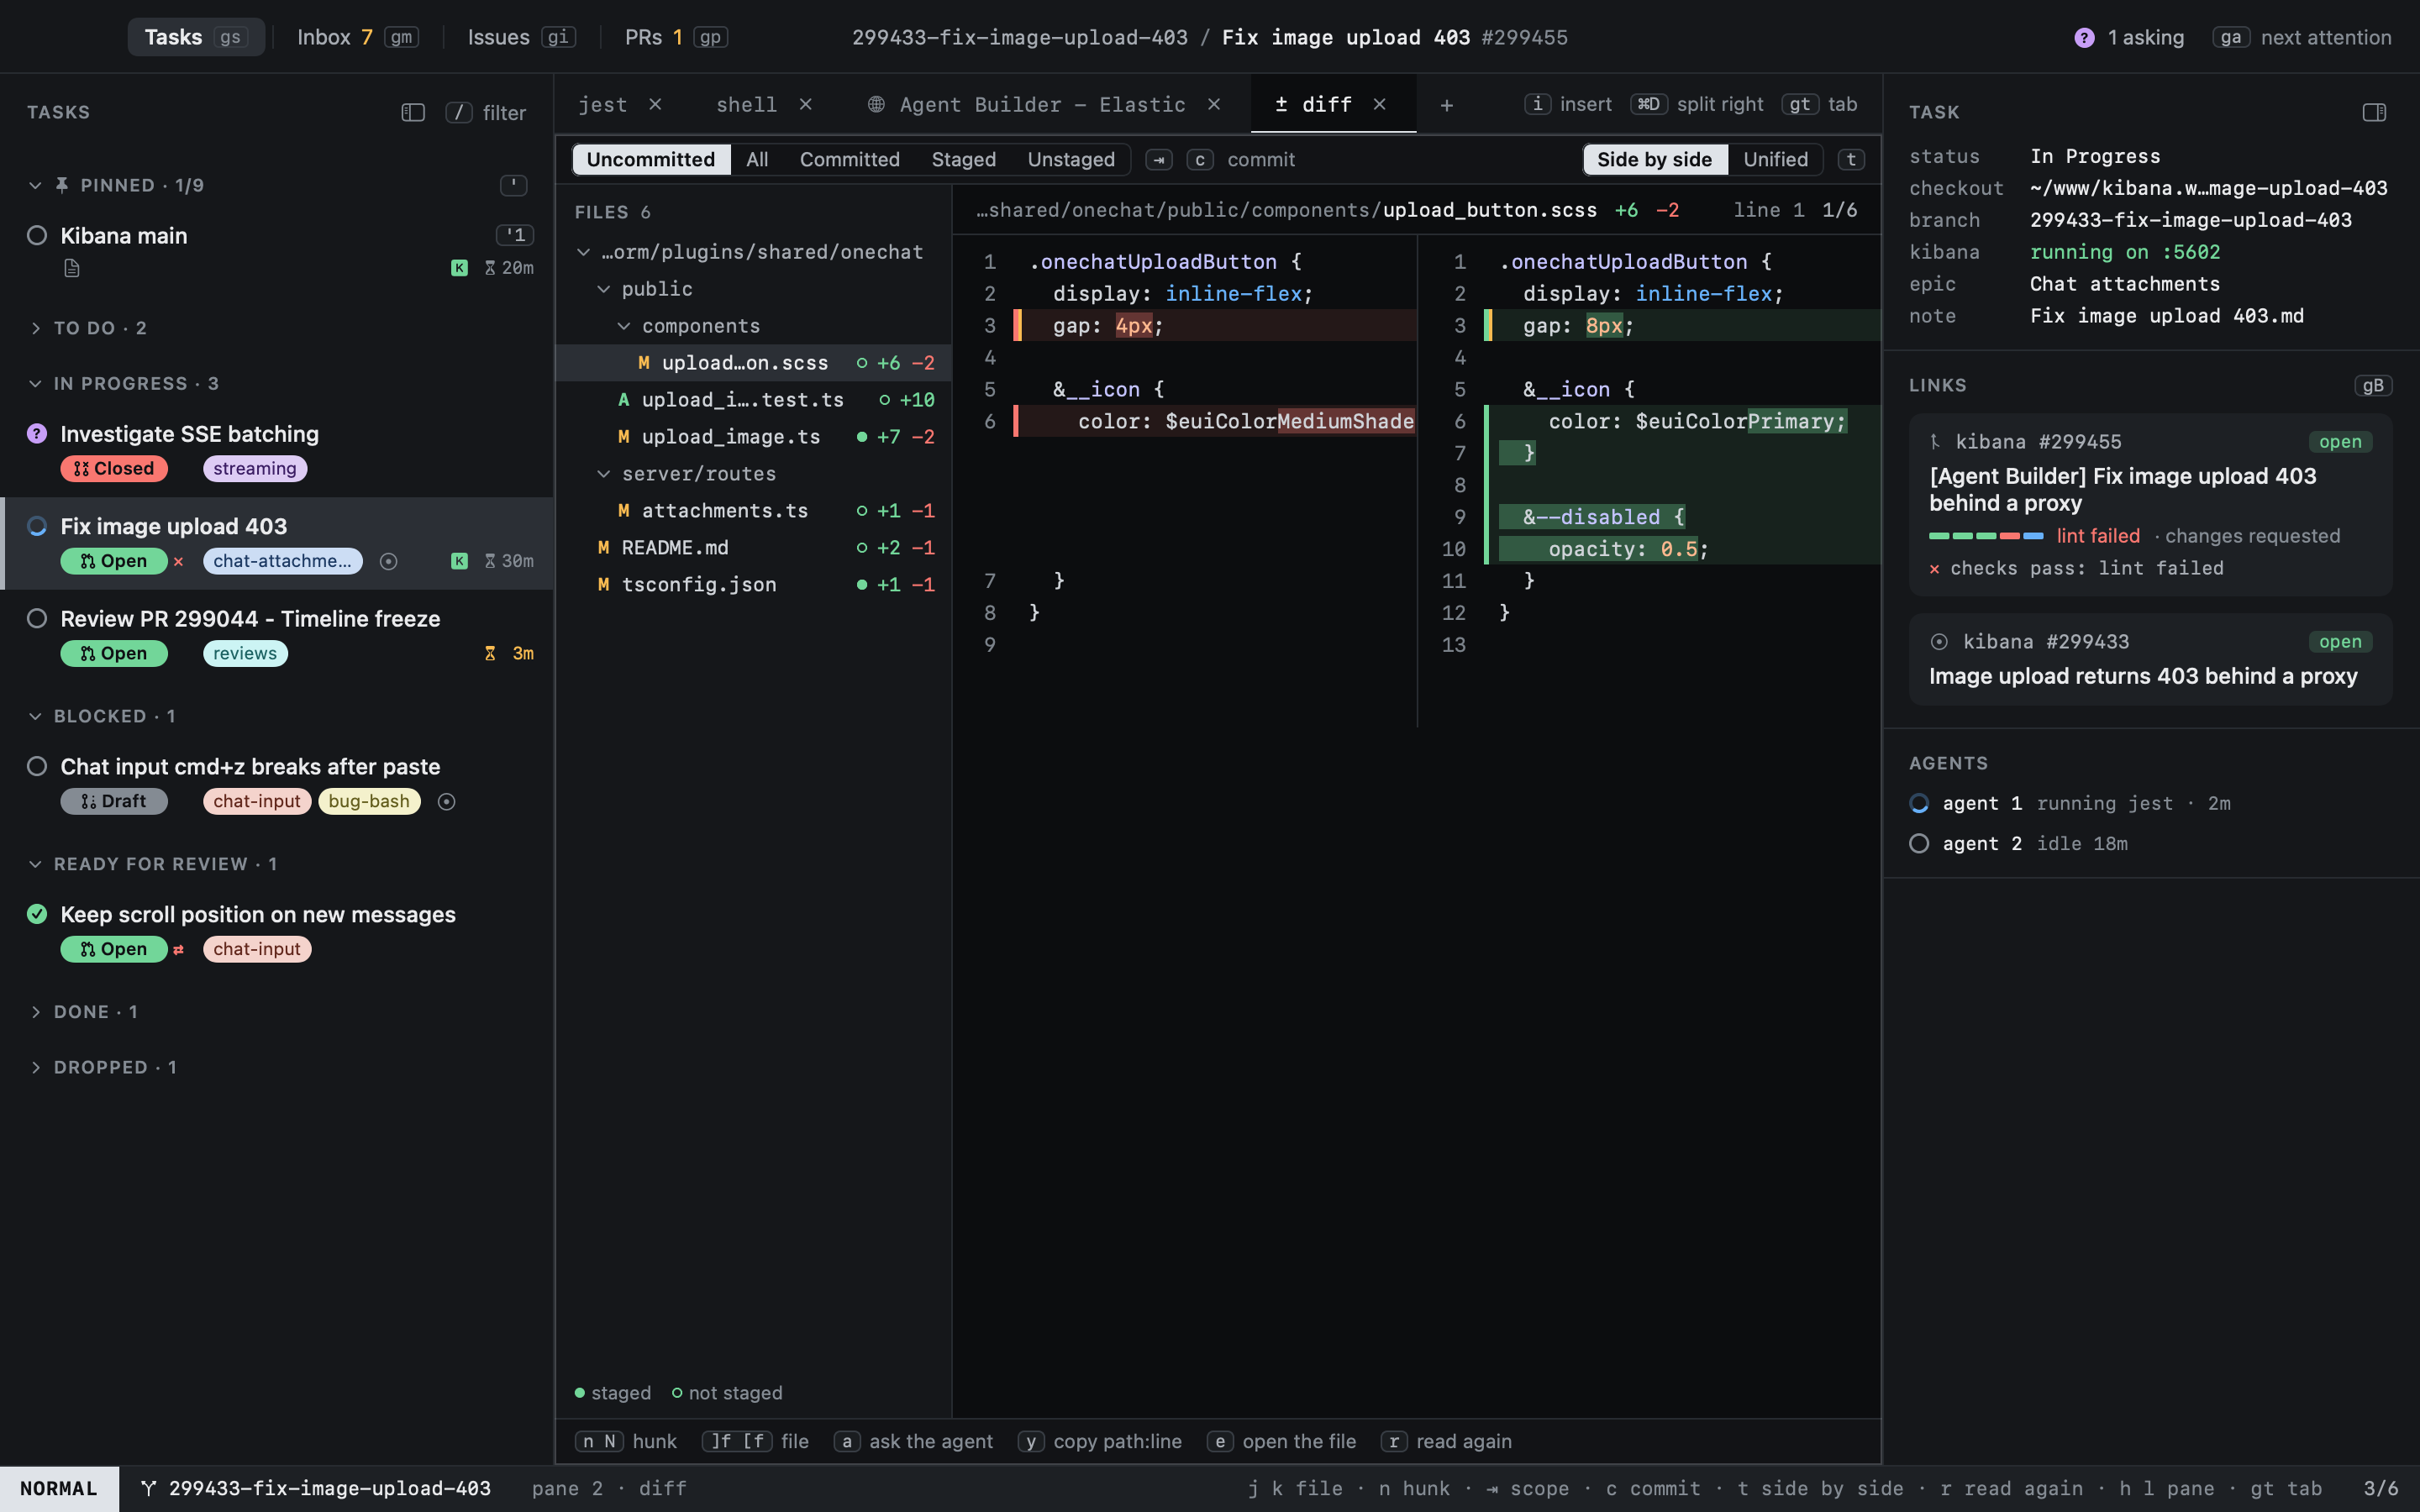 Tasks gs Inbox 7 gm Issues gi PRs 1 gp 299433-fix-image-upload-403 / Fix image upload 403 #299455 ? 1 asking ga next attention
TASKS / filter
PINNED · 1/9 '
Kibana main '1
K 20m
TO DO · 2
IN PROGRESS · 3
? Investigate SSE batching
Closed streaming
Fix image upload 403
Open × chat-attachme... K 30m
Review PR 299044 - Timeline freeze
Open reviews 3m
BLOCKED · 1
Chat input cmd+z breaks after paste
Draft chat-input bug-bash
READY FOR REVIEW · 1
Keep scroll position on new messages
Open ⇄ chat-input
DONE · 1
DROPPED · 1
jest × shell × Agent Builder – Elastic × ± diff × + i insert ⌘D split right gt tab
Uncommitted All Committed Staged Unstaged ⇥ c commit Side by side Unified t
FILES 6
…orm/plugins/shared/onechat
public
components
M upload…on.scss +6 −2
A upload_i….test.ts +10
M upload_image.ts +7 −2
server/routes
M attachments.ts +1 −1
M README.md +2 −1
M tsconfig.json +1 −1
staged not staged
…shared/onechat/public/components/upload_button.scss +6 −2 line 1 1/6
1 .onechatUploadButton {
2 display: inline-flex;
3 gap: 4px;
4
5 &__icon {
6 color: $euiColorMediumShade
7 }
8 }
9
1 .onechatUploadButton {
2 display: inline-flex;
3 gap: 8px;
4
5 &__icon {
6 color: $euiColorPrimary;
7 }
8
9 &--disabled {
10 opacity: 0.5;
11 }
12 }
13
n N hunk ]f [f file a ask the agent y copy path:line e open the file r read again
TASK
status In Progress
checkout ~/www/kibana.w…mage-upload-403
branch 299433-fix-image-upload-403
kibana running on :5602
epic Chat attachments
note Fix image upload 403.md
LINKS gB
kibana #299455 open
[Agent Builder] Fix image upload 403
behind a proxy
lint failed · changes requested
× checks pass: lint failed
kibana #299433 open
Image upload returns 403 behind a proxy
AGENTS
agent 1 running jest · 2m
agent 2 idle 18m
NORMAL 299433-fix-image-upload-403 pane 2 · diff j k file · n hunk · ⇥ scope · c commit · t side by side · r read again · h l pane · gt tab 3/6